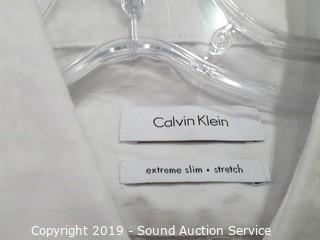 Calvin Klein
extreme slim • stretch
Copyright 2019 - Sound Auction Service